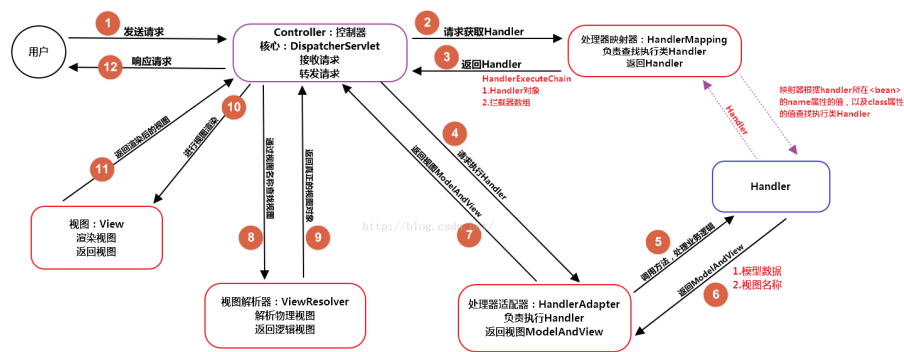 1
发送请求
用户
12
响应请求
Controller：控制器
核心：DispatcherServlet
接收请求
转发请求
2
请求获取Handler
3
返回Handler
HandlerExecuteChain
1.Handler对象
2.拦截器数组
处理器映射器：HandlerMapping
负责查找执行类Handler
返回Handler
映射器根据handler所在<bean>
的name属性的值，以及class属性
的值查找执行类Handler
Handler
Handler
10
进行视图渲染
11
返回渲染后的视图
视图：View
渲染视图
返回视图
8
通过视图名称查找视图
9
返回真正的视图对象
视图解析器：ViewResolver
解析物理视图
返回逻辑视图
4
请求执行Handler
7
返回视图ModelAndView
处理器适配器：HandlerAdapter
负责执行Handler
返回视图ModelAndView
5
调用方法，处理业务逻辑
6
返回ModelAndView
1.模型数据
2.视图名称